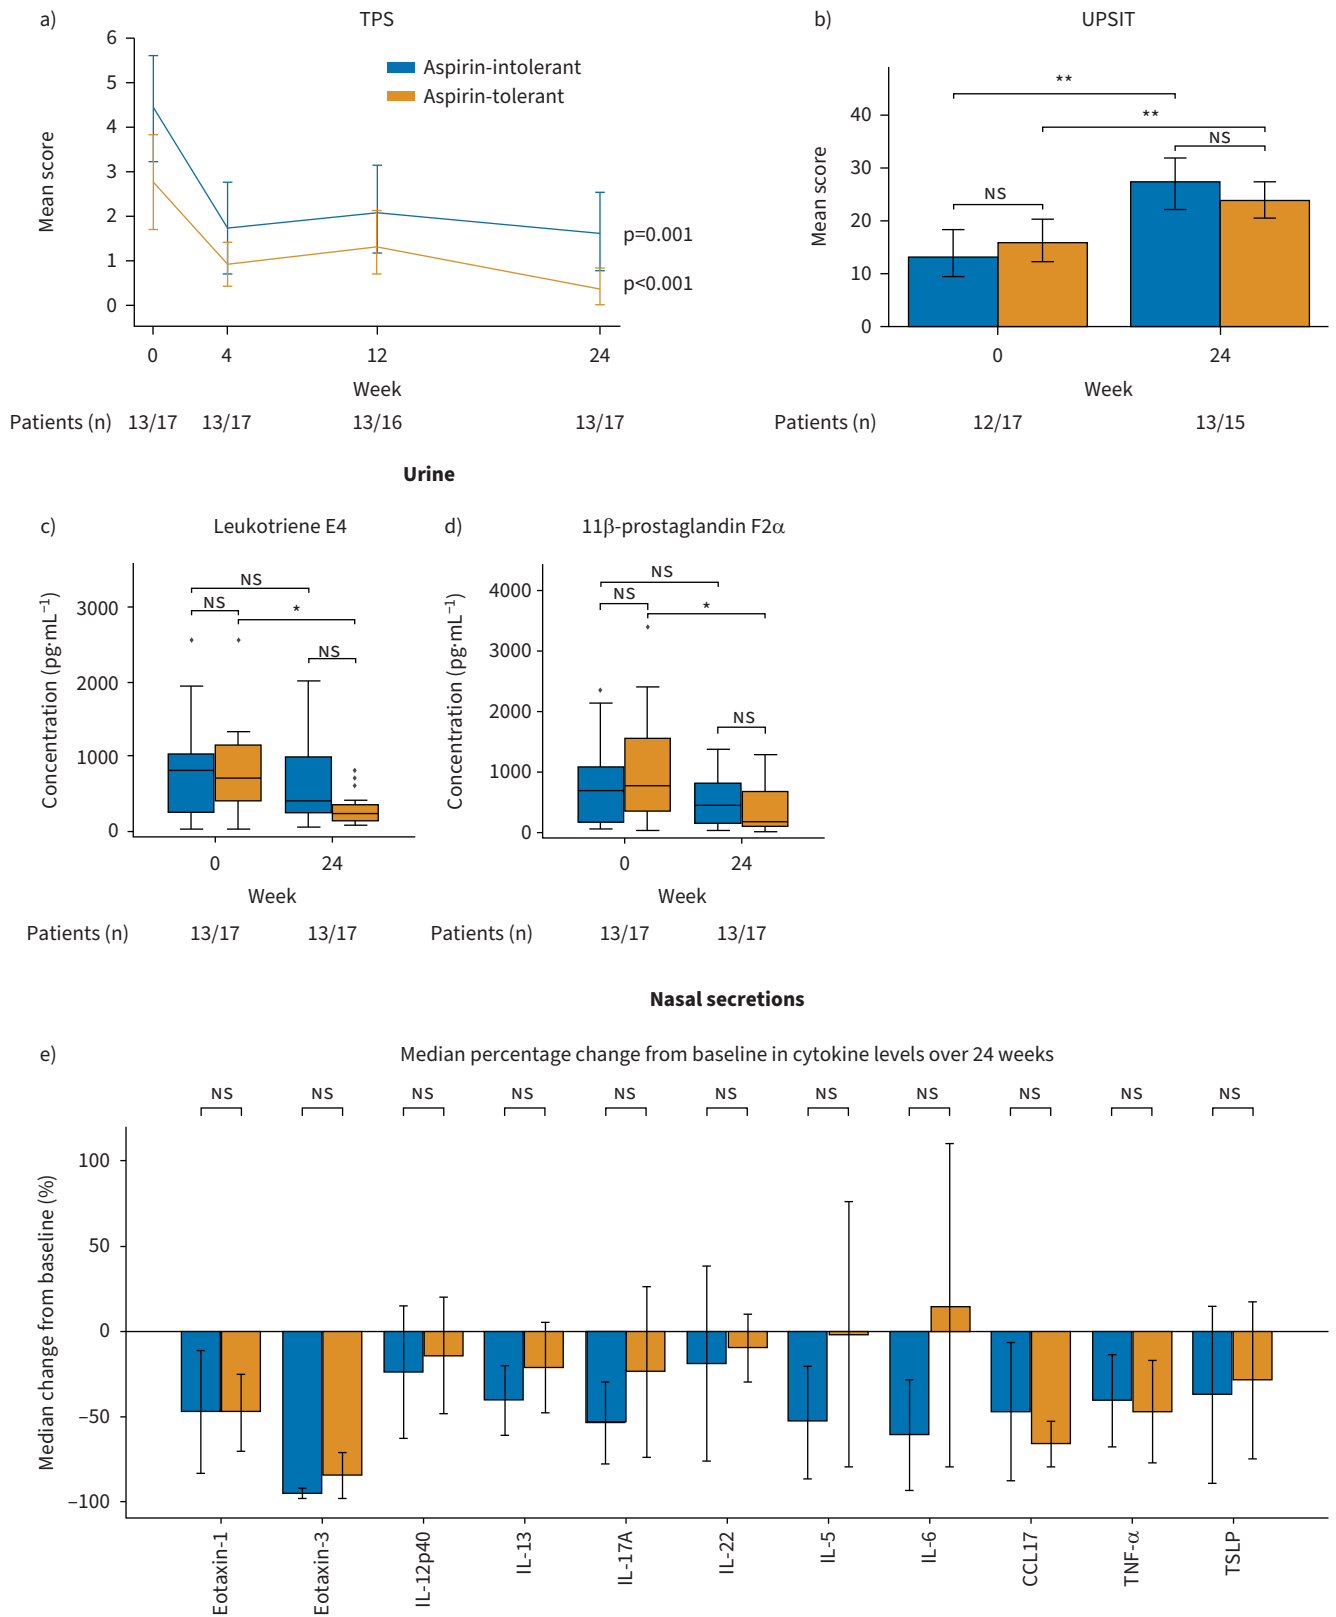 a)
TPS
6
5
4
3
2
1
0
Mean score
Aspirin-intolerant
Aspirin-tolerant
p=0.001
p<0.001
0 4 12 24
Week
Patients (n) 13/17 13/17 13/16 13/17
b)
UPSIT
40
30
20
10
0
Mean score
**
**
NS
NS
0 24
Week
Patients (n) 12/17 13/15
Urine
c)
Leukotriene E4
Concentration (pg·mL⁻¹)
3000
2000
1000
0
NS
NS
*
NS
0 24
Week
Patients (n) 13/17 13/17
d)
11β-prostaglandin F2α
Concentration (pg·mL⁻¹)
4000
3000
2000
1000
0
NS
NS
*
NS
0 24
Week
Patients (n) 13/17 13/17
Nasal secretions
e)
Median percentage change from baseline in cytokine levels over 24 weeks
NS NS NS NS NS NS NS NS NS NS NS
Median change from baseline (%)
100
50
0
−50
−100
Eotaxin-1
Eotaxin-3
IL-12p40
IL-13
IL-17A
IL-22
IL-5
IL-6
CCL17
TNF-α
TSLP